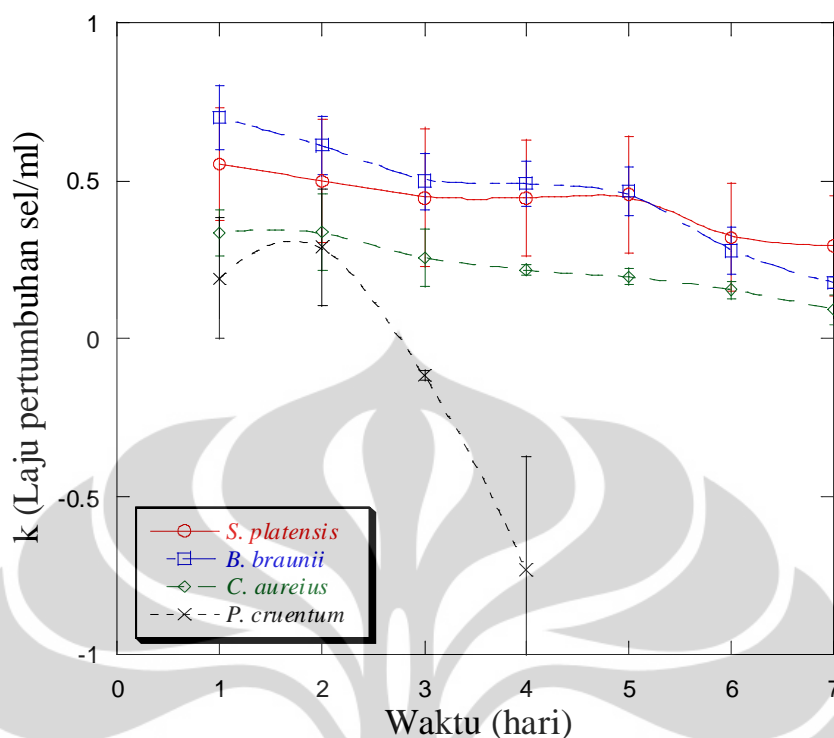 1
0.5
0
-0.5
-1
k (Laju pertumbuhan sel/ml)
S. platensis
B. braunii
C. aureius
P. cruentum
0 1 2 3 4 5 6 7
Waktu (hari)